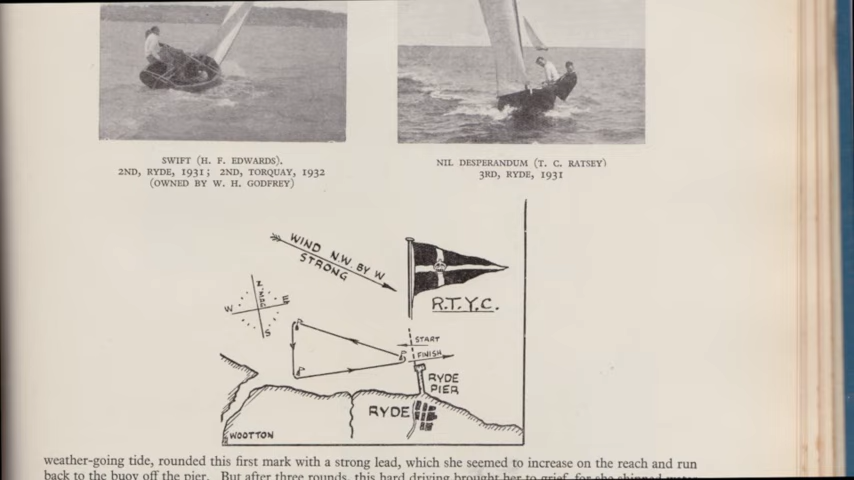 SWIFT (H. F. EDWARDS).
2ND, RYDE, 1931; 2ND, TORQUAY, 1932
(OWNED BY W. H. GODFREY)
NIL DESPERANDUM (T. C. RATSEY)
3RD, RYDE, 1931
WIND N.W. BY W.
STRONG
R.T.Y.C.
N
MAG
W
E
S
START
FINISH
RYDE
PIER
RYDE
WOOTTON
weather-going tide, rounded this first mark with a strong lead, which she seemed to increase on the reach and run
back to the buoy off the pier. But after three rounds, this hard driving brought her to grief, for she shipped water